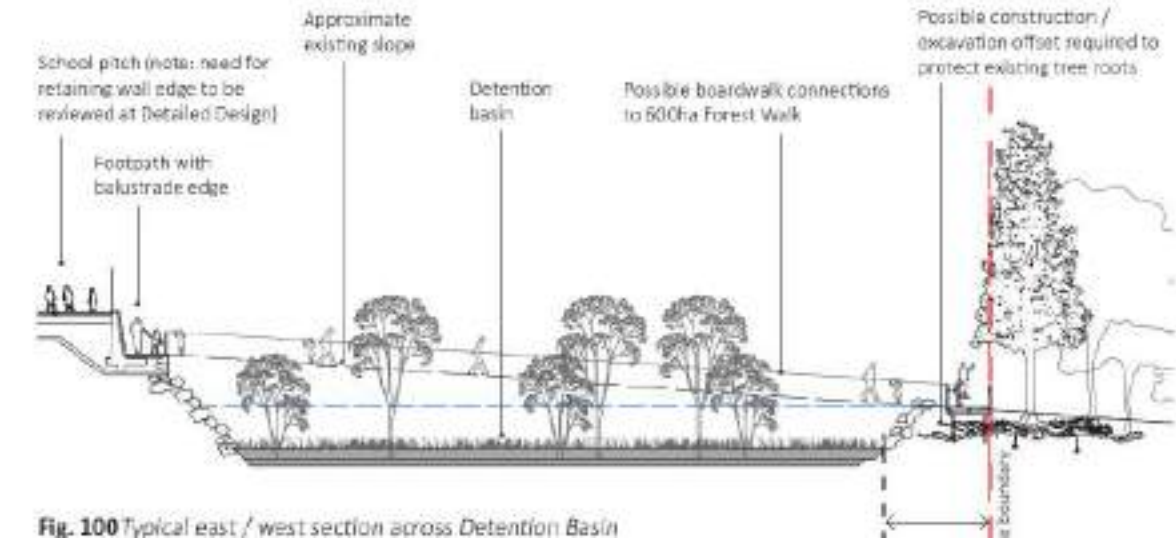 Approximate
existing slope
Possible construction /
excavation offset required to
protect existing tree roots
School pitch (note: need for
retaining wall edge to be
reviewed at Detailed Design)
Detention
basin
Possible boardwalk connections
to 600ha Forest Walk
Footpath with
balustrade edge
boundary
Fig. 100 Typical east / west section across Detention Basin